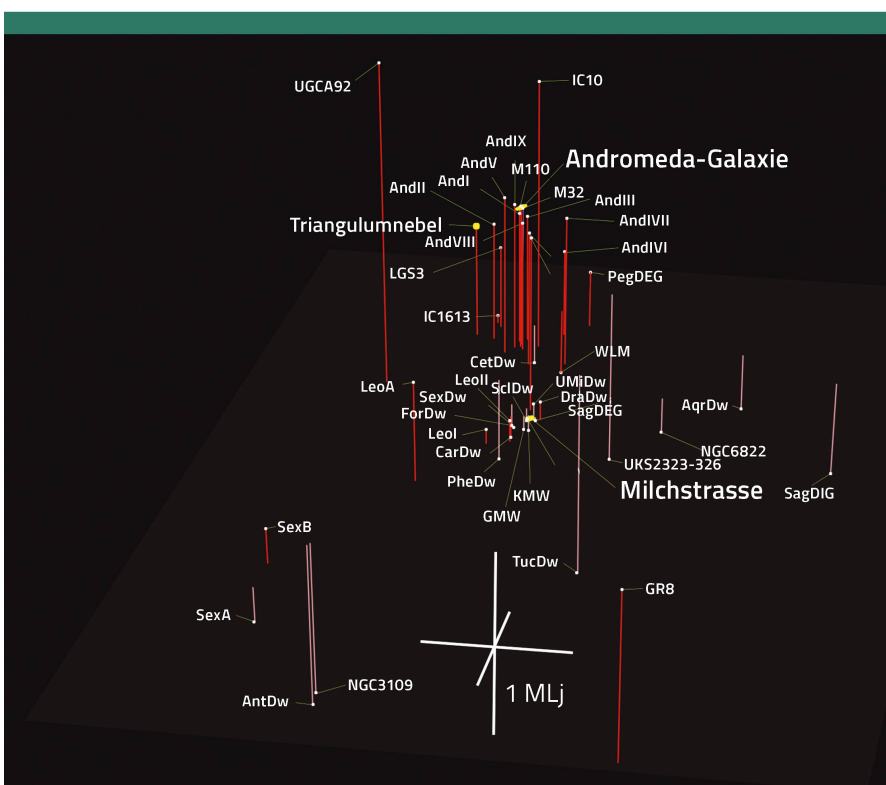 UGCA92
IC10
AndIX
AndV
M110
Andromeda-Galaxie
AndII
AndI
M32
AndIII
Triangulumnebel
AndIVII
AndVIII
AndIVI
LGS3
PegDEG
IC1613
WLM
CetDw
LeoA
LeoII
SclDw
UMiDw
SexDw
DraDw
ForDw
SagDEG
AqrDw
LeoI
CarDw
NGC6822
UKS2323-326
PheDw
Milchstrasse
SagDIG
KMW
GMW
SexB
TucDw
GR8
SexA
NGC3109
1 MLj
AntDw